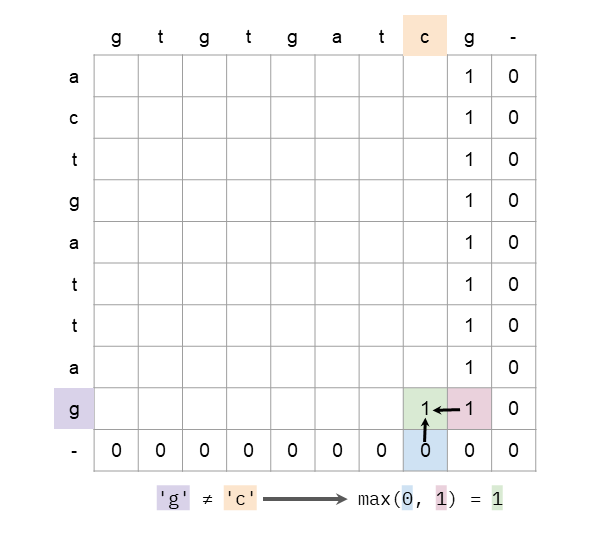 g t g t g a t c g -
a 1 0
c 1 0
t 1 0
g 1 0
a 1 0
t 1 0
t 1 0
a 1 0
g 1 1 0
- 0 0 0 0 0 0 0 0 0 0
'g' ≠ 'c' max(0, 1) = 1